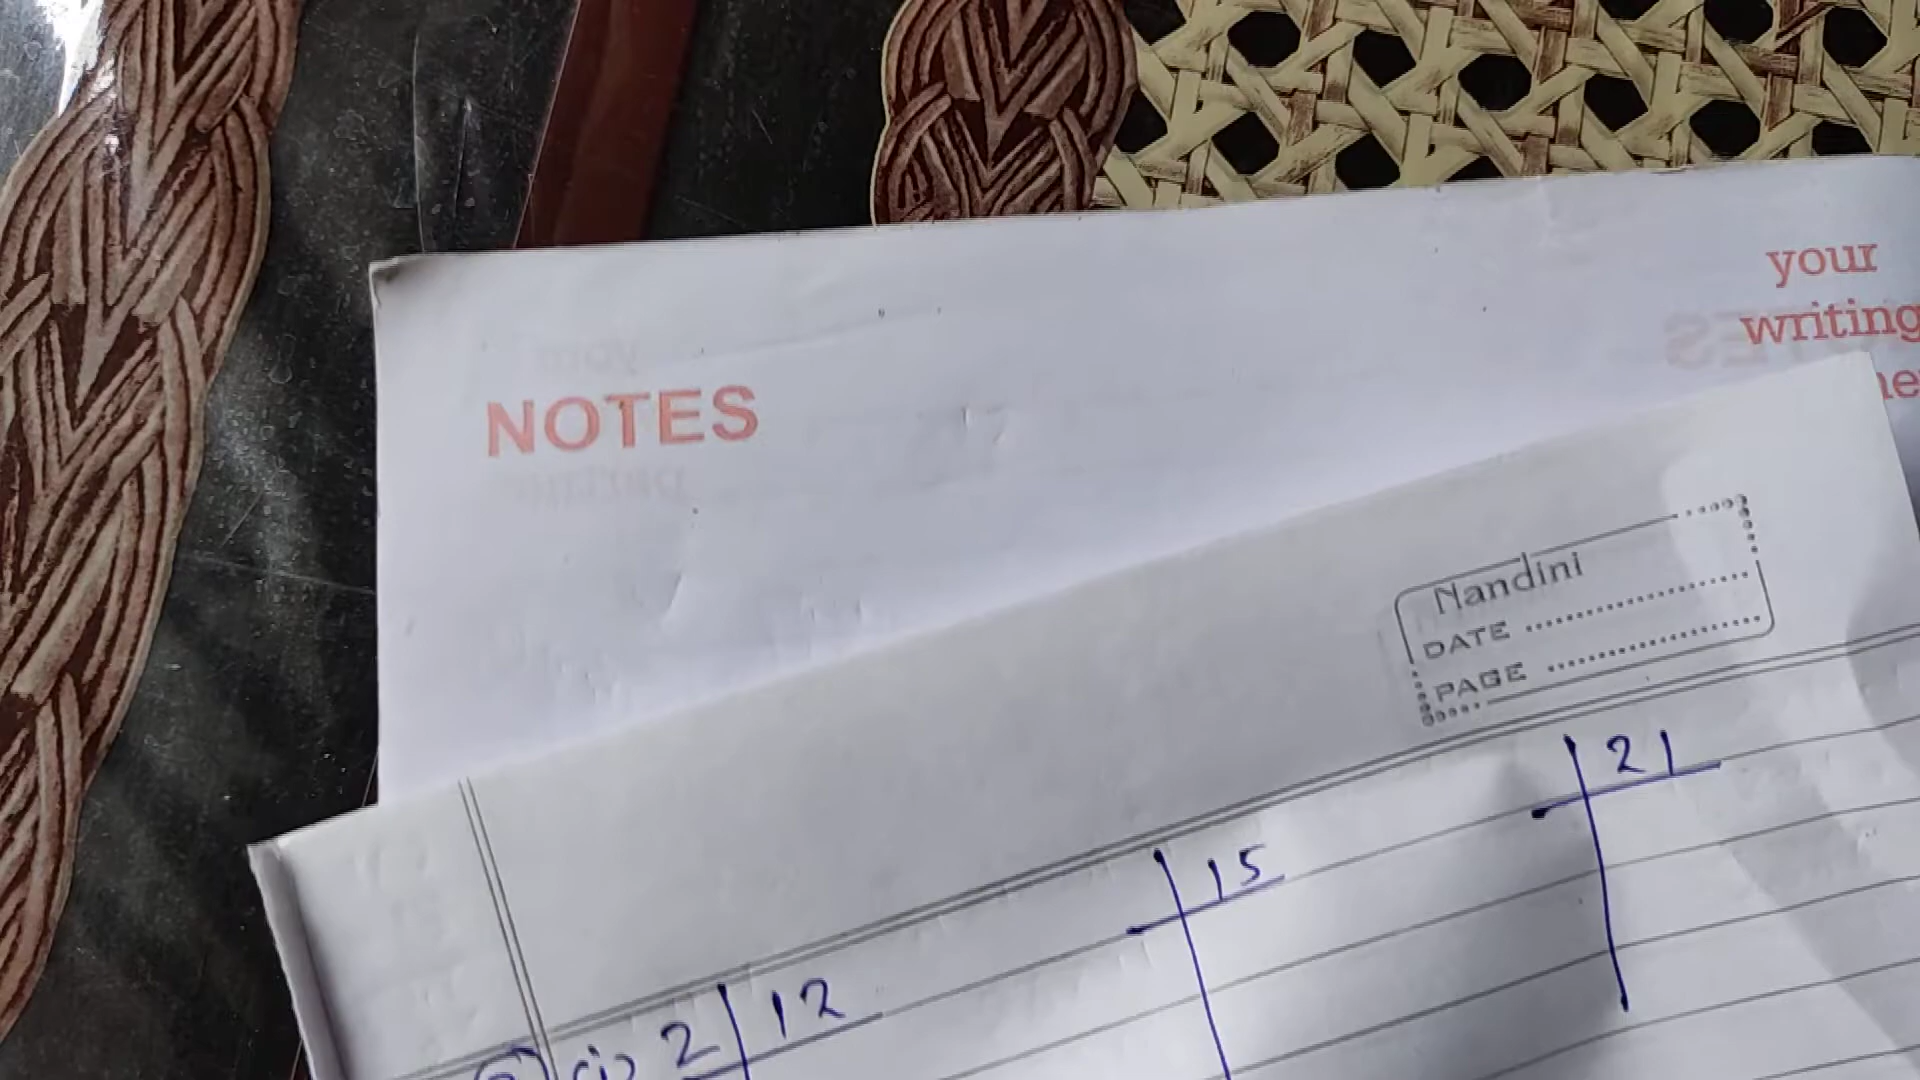 your
writing
NOTES
Nandini
DATE
PAGE
21
15
(i) 2 12